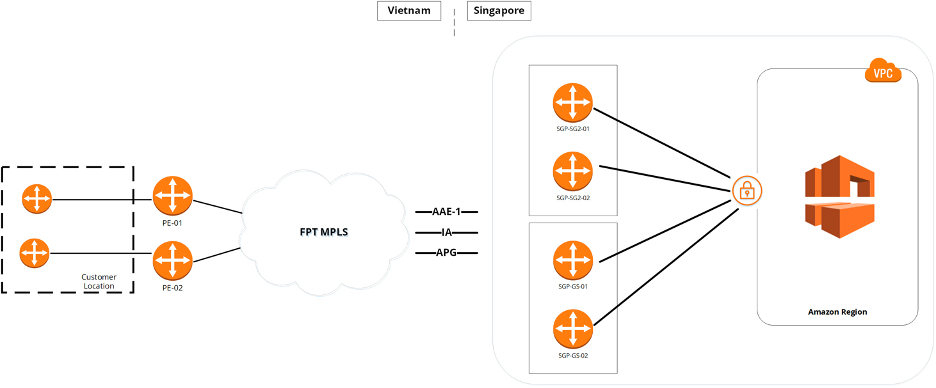 Vietnam
Singapore
VPC
SGP-SG2-01
SGP-SG2-02
PE-01
FPT MPLS
AAE-1
IA
APG
Customer
Location
PE-02
SGP-GS-01
SGP-GS-02
Amazon Region